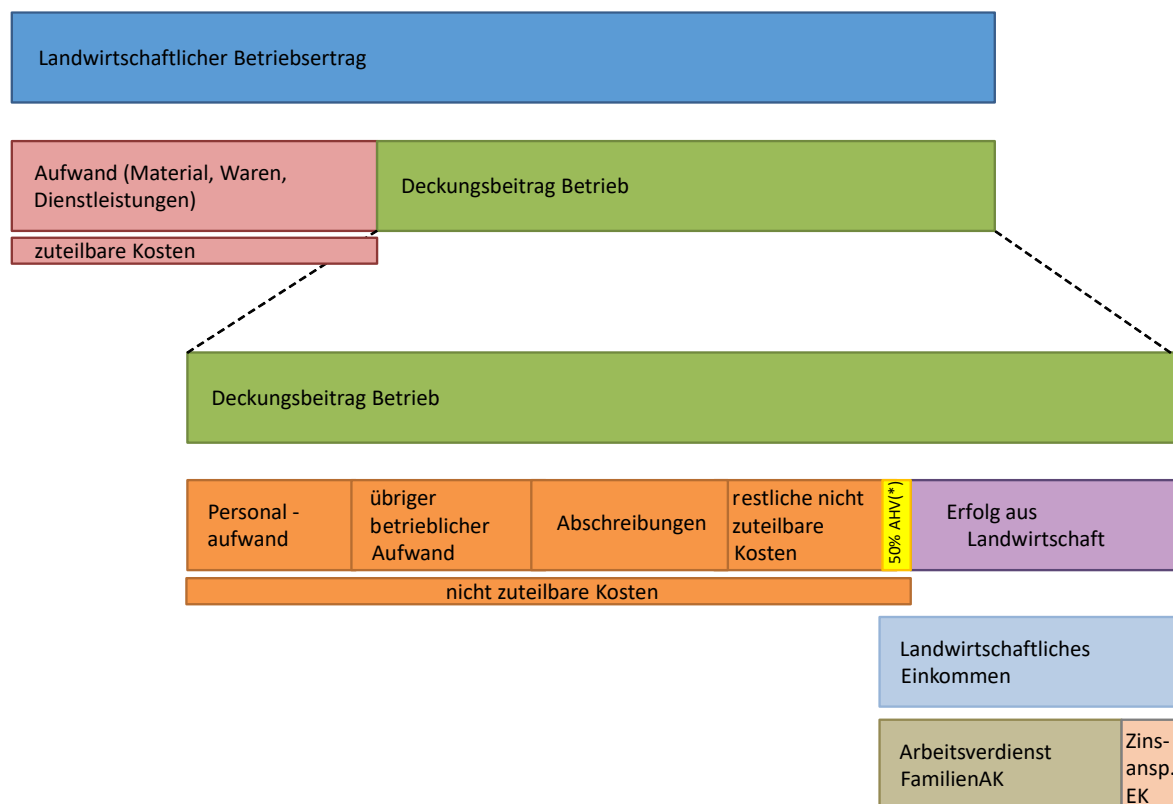 Landwirtschaftlicher Betriebsertrag
Aufwand (Material, Waren,
Dienstleistungen)
Deckungsbeitrag Betrieb
zuteilbare Kosten
Deckungsbeitrag Betrieb
Personal -
aufwand
übriger
betrieblicher
Aufwand
Abschreibungen
restliche nicht
zuteilbare
Kosten
50% AHV(*)
Erfolg aus
Landwirtschaft
nicht zuteilbare Kosten
Landwirtschaftliches
Einkommen
Arbeitsverdienst
FamilienAK
Zins-
ansp.
EK